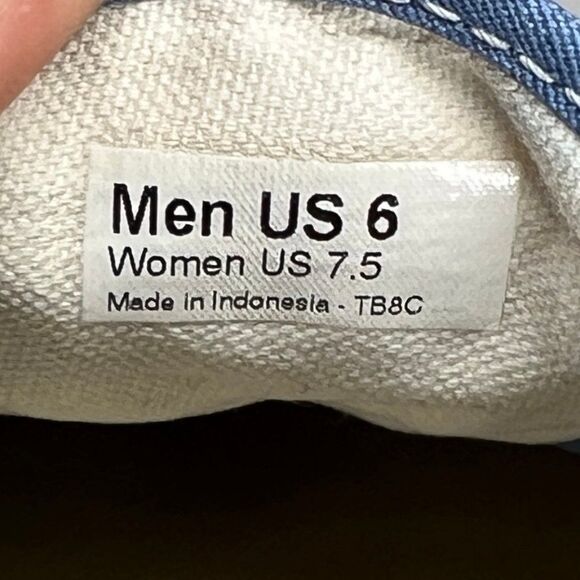 Men US 6
Women US 7.5
Made in Indonesia - TB8C